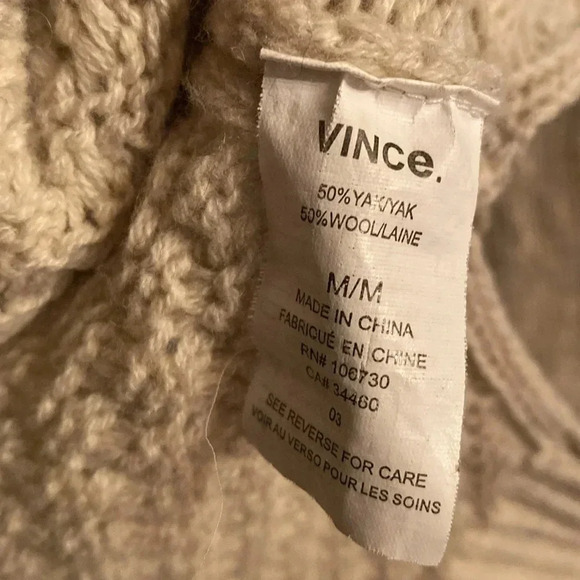 VINce.
50%YAK/YAK
50%WOOL/LAINE
M/M
MADE IN CHINA
FABRIQUÉ EN CHINE
RN# 106730
CA# 34460
03
SEE REVERSE FOR CARE
VOIR AU VERSO POUR LES SOINS